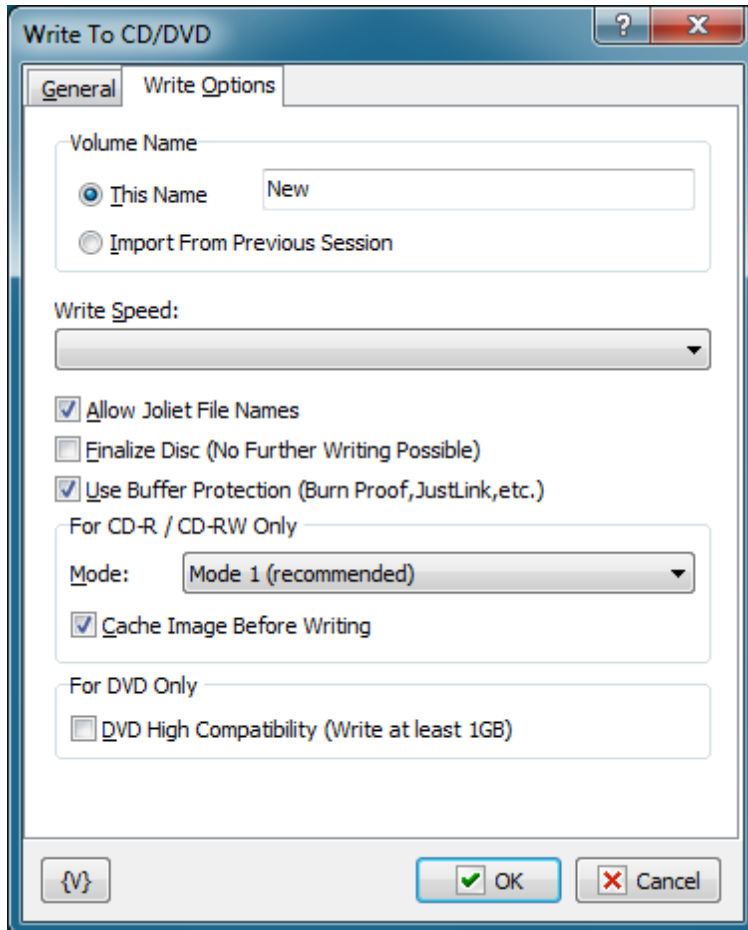 Write To CD/DVD
General Write Options
Volume Name
This Name New
Import From Previous Session
Write Speed:
Allow Joliet File Names
Finalize Disc (No Further Writing Possible)
Use Buffer Protection (Burn Proof,JustLink,etc.)
For CD-R / CD-RW Only
Mode: Mode 1 (recommended)
Cache Image Before Writing
For DVD Only
DVD High Compatibility (Write at least 1GB)
{V} OK Cancel